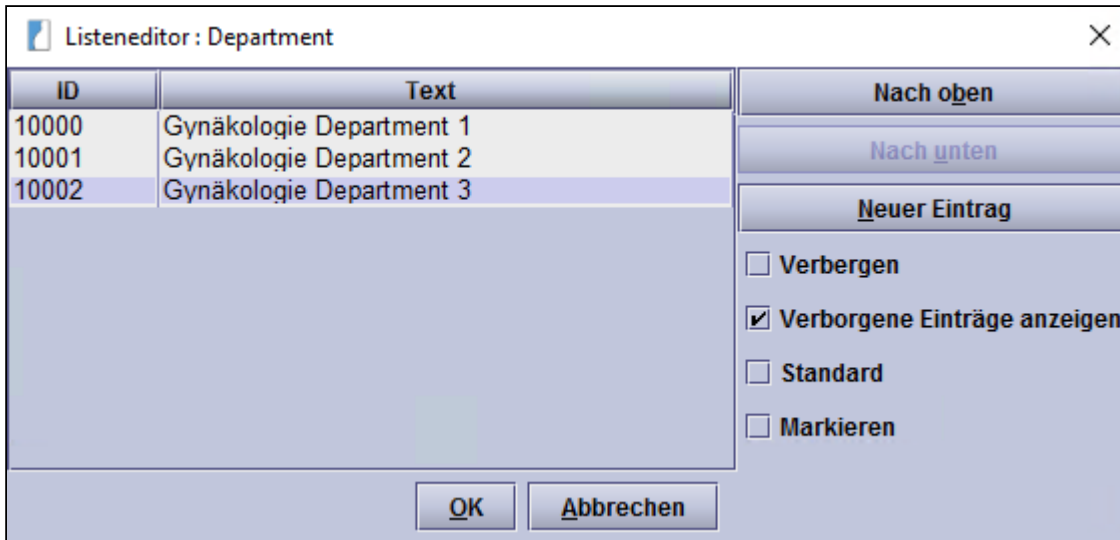 Listeneditor : Department
ID Text
10000 Gynäkologie Department 1
10001 Gynäkologie Department 2
10002 Gynäkologie Department 3
Nach oben
Nach unten
Neuer Eintrag
Verbergen
Verborgene Einträge anzeigen
Standard
Markieren
OK Abbrechen